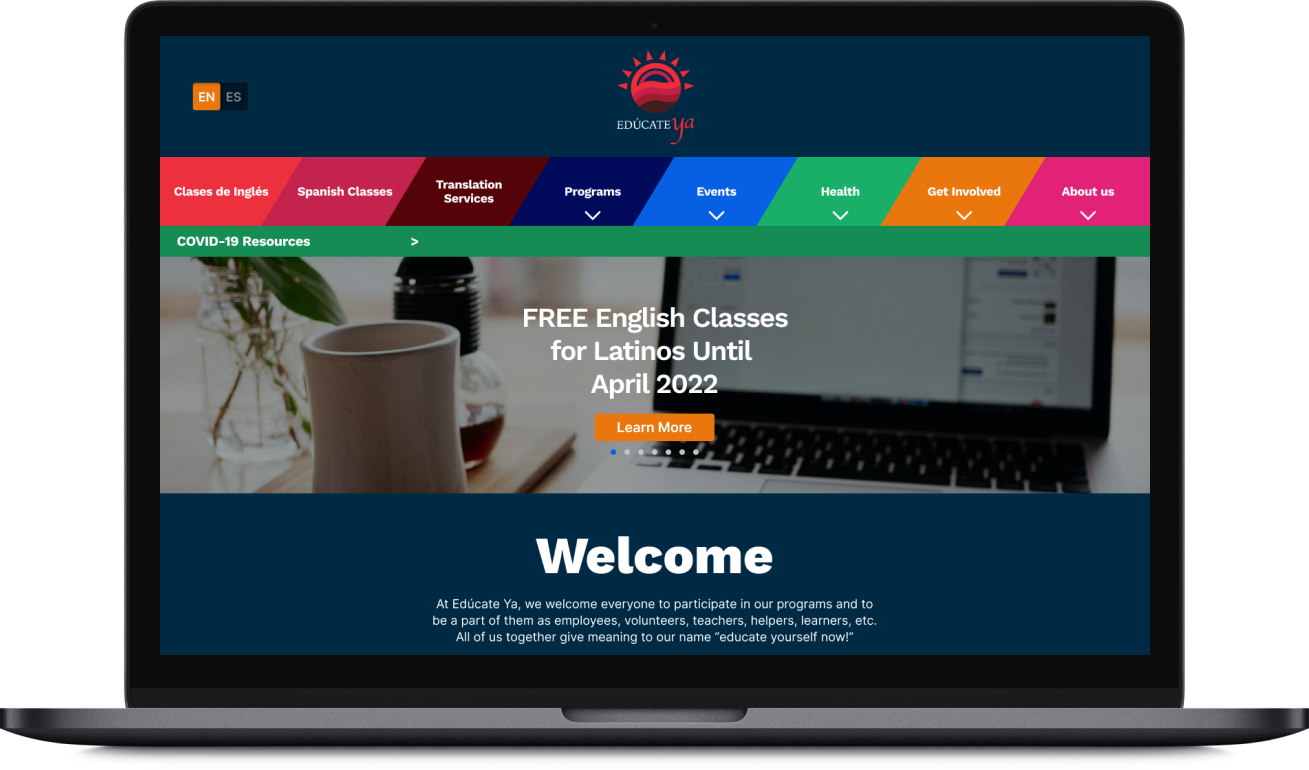 EN ES
EDÚCATE Ya
Clases de Inglés
Spanish Classes
Translation
Services
Programs
Events
Health
Get Involved
About us
COVID-19 Resources >
FREE English Classes
for Latinos Until
April 2022
Learn More
Welcome
At Edúcate Ya, we welcome everyone to participate in our programs and to
be a part of them as employees, volunteers, teachers, helpers, learners, etc.
All of us together give meaning to our name “educate yourself now!”